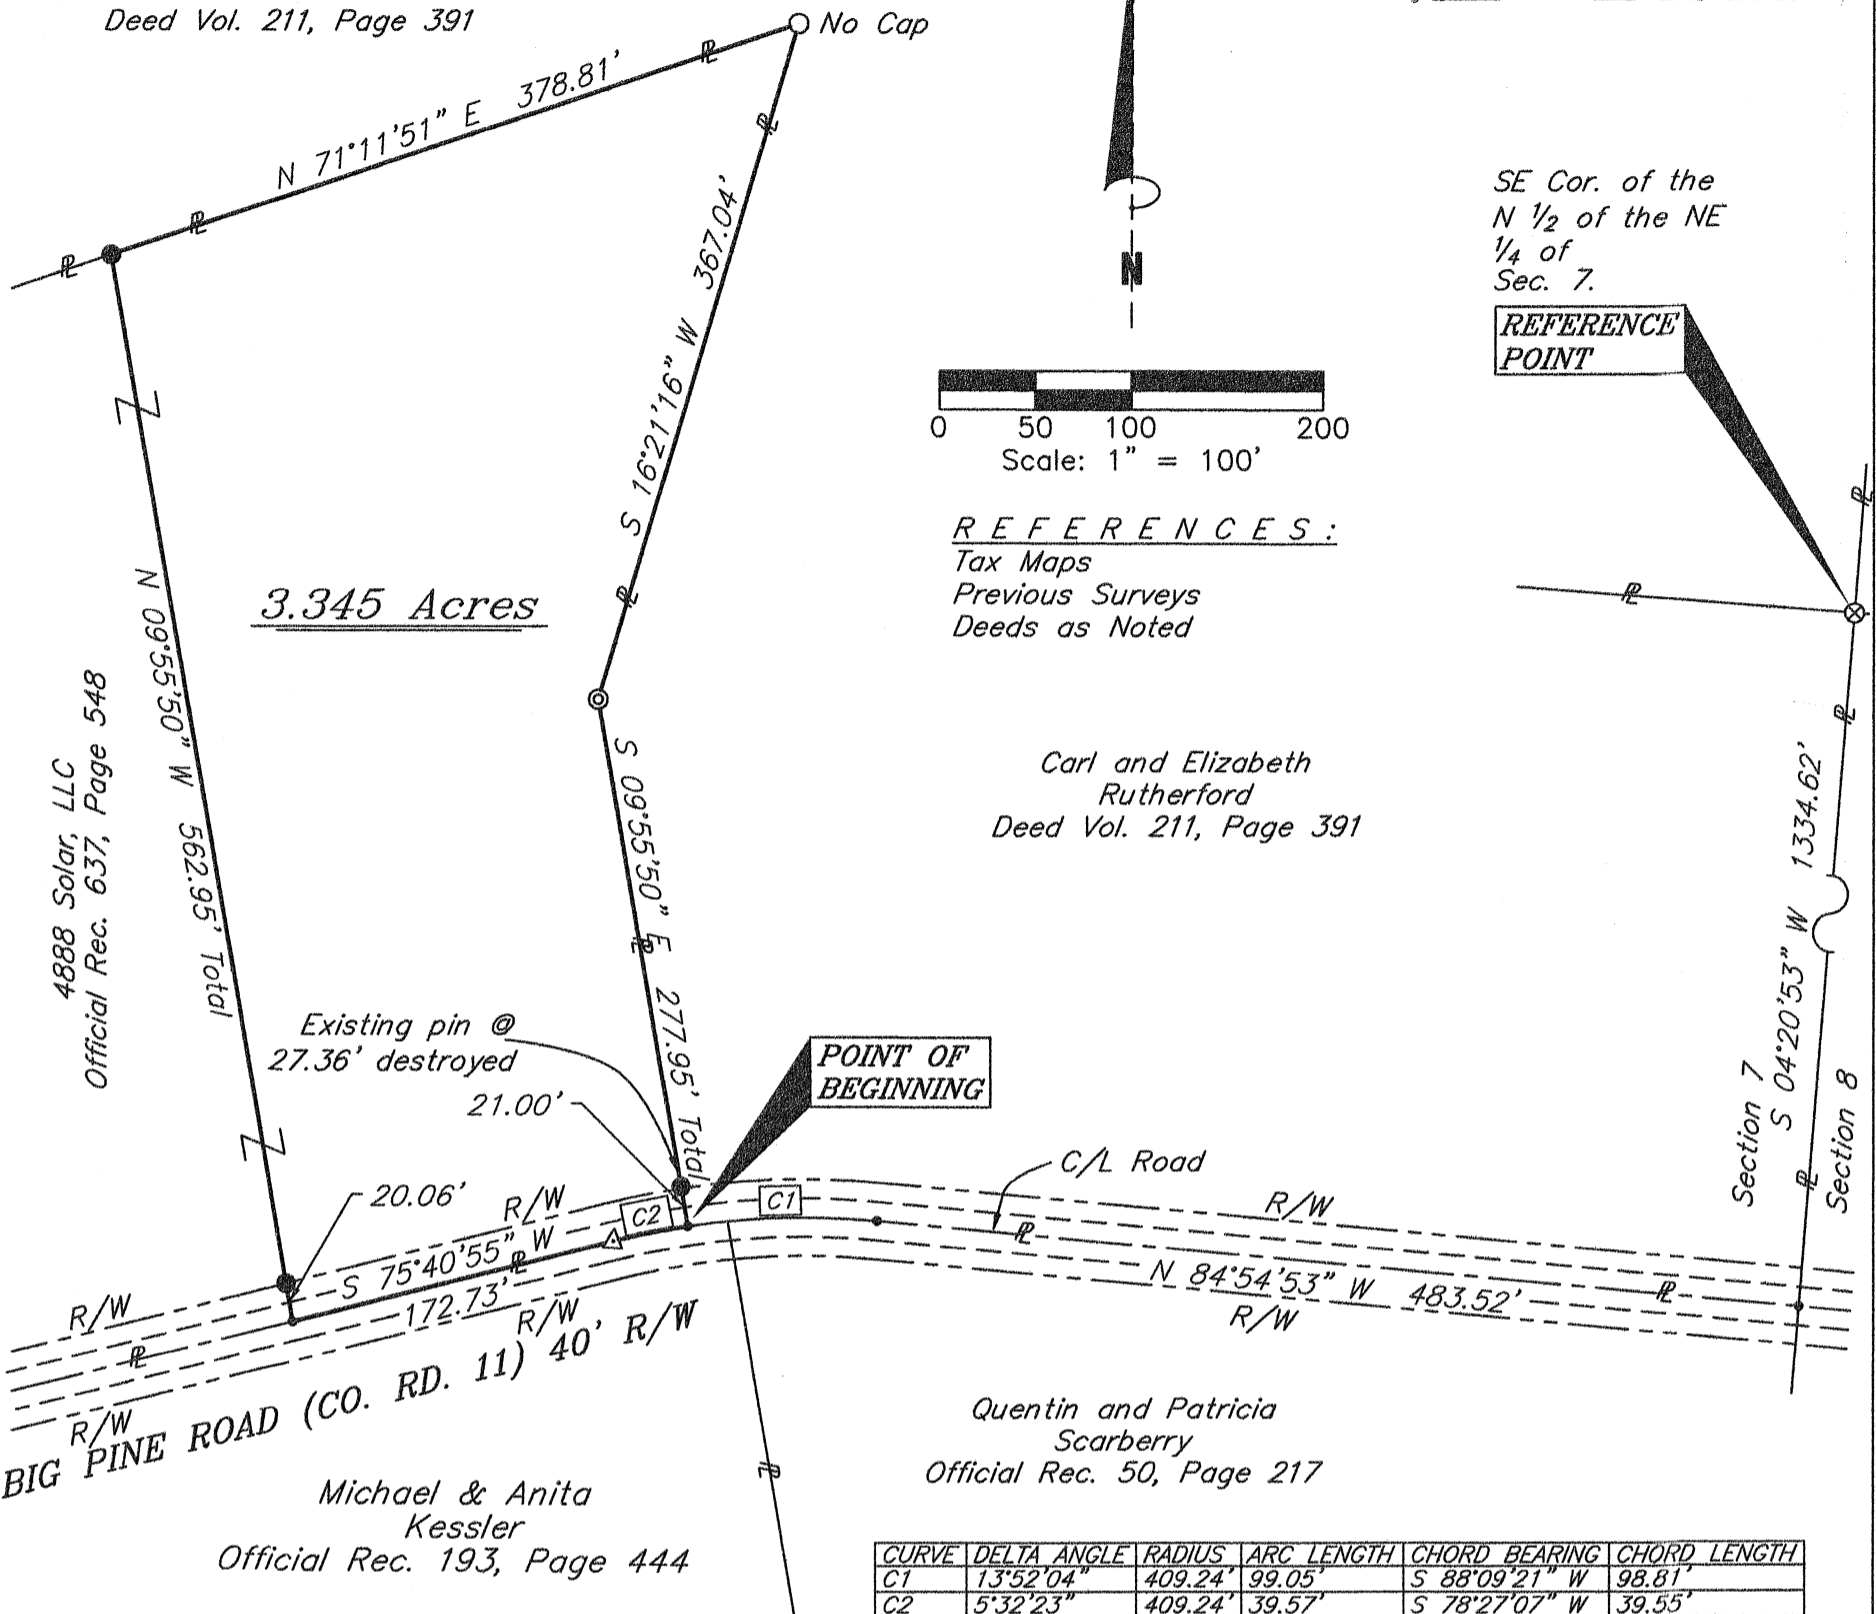 Deed Vol. 211, Page 391
No Cap
N 71°11'51" E 378.81'
S 16°21'16" W 367.04'
N
SE Cor. of the
N ½ of the NE
¼ of
Sec. 7.
REFERENCE
POINT
0 50 100 200
Scale: 1" = 100'
REFERENCES:
Tax Maps
Previous Surveys
Deeds as Noted
3.345 Acres
N 09°55'50" W 562.95' Total
4888 Solar, LLC
Official Rec. 637, Page 548
S 09°55'50" E 277.95' Total
Carl and Elizabeth
Rutherford
Deed Vol. 211, Page 391
S 04°20'53" W 1334.62'
Section 7
Section 8
Existing pin @
27.36' destroyed
21.00'
POINT OF
BEGINNING
C/L Road
20.06'
R/W
C2
C1
R/W
R/W
S 75°40'55" W
172.73'
R/W
N 84°54'53" W 483.52'
R/W
R/W
BIG PINE ROAD (CO. RD. 11) 40' R/W
Quentin and Patricia
Scarberry
Official Rec. 50, Page 217
Michael & Anita
Kessler
Official Rec. 193, Page 444
CURVE DELTA ANGLE RADIUS ARC LENGTH CHORD BEARING CHORD LENGTH
C1 13°52'04" 409.24' 99.05' S 88°09'21" W 98.81'
C2 5°32'23" 409.24' 39.57' S 78°27'07" W 39.55'